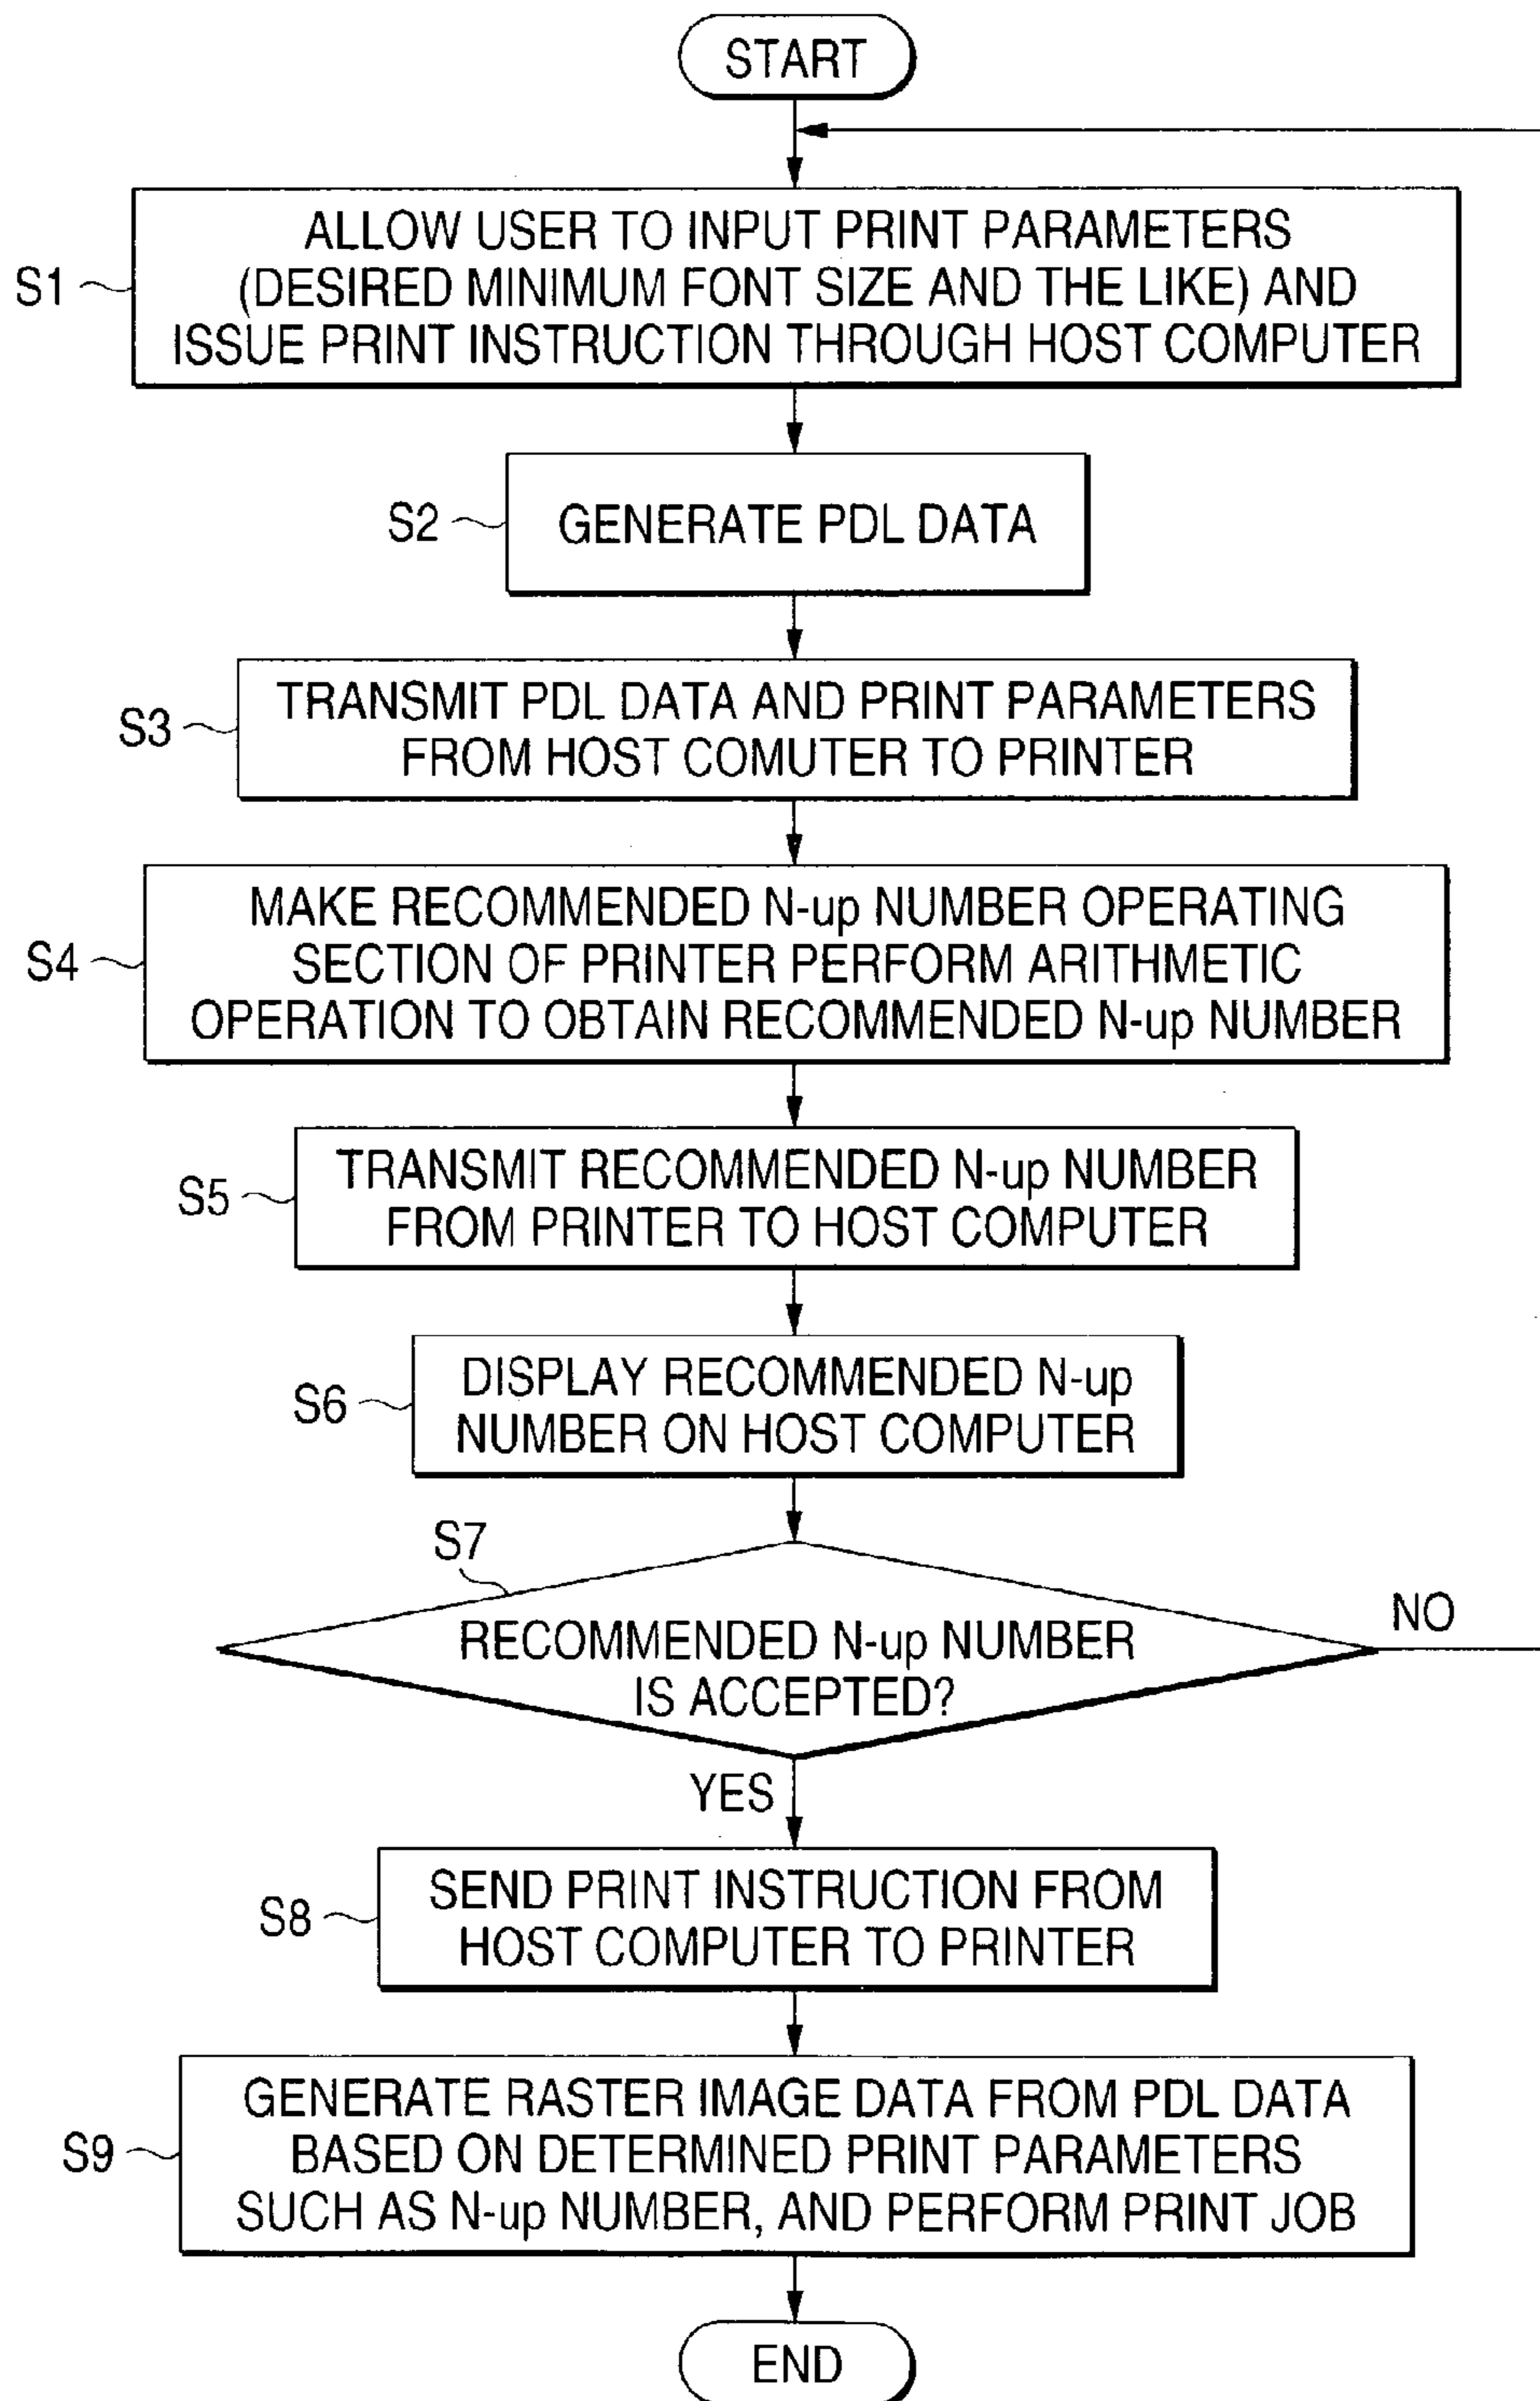 START
ALLOW USER TO INPUT PRINT PARAMETERS
(DESIRED MINIMUM FONT SIZE AND THE LIKE) AND
ISSUE PRINT INSTRUCTION THROUGH HOST COMPUTER
S1
GENERATE PDL DATA
S2
TRANSMIT PDL DATA AND PRINT PARAMETERS
FROM HOST COMUTER TO PRINTER
S3
MAKE RECOMMENDED N-up NUMBER OPERATING
SECTION OF PRINTER PERFORM ARITHMETIC
OPERATION TO OBTAIN RECOMMENDED N-up NUMBER
S4
TRANSMIT RECOMMENDED N-up NUMBER
FROM PRINTER TO HOST COMPUTER
S5
DISPLAY RECOMMENDED N-up
NUMBER ON HOST COMPUTER
S6
S7
RECOMMENDED N-up NUMBER
IS ACCEPTED?
NO
YES
SEND PRINT INSTRUCTION FROM
HOST COMPUTER TO PRINTER
S8
GENERATE RASTER IMAGE DATA FROM PDL DATA
BASED ON DETERMINED PRINT PARAMETERS
SUCH AS N-up NUMBER, AND PERFORM PRINT JOB
S9
END